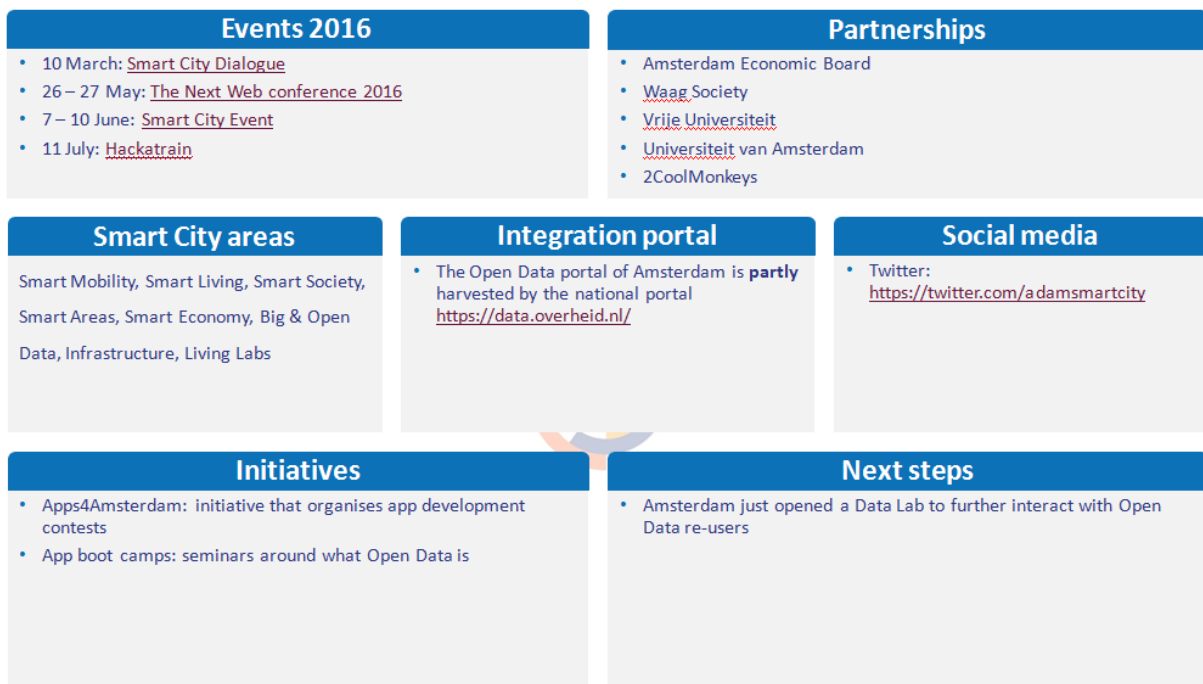 Events 2016
• 10 March: Smart City Dialogue
• 26 – 27 May: The Next Web conference 2016
• 7 – 10 June: Smart City Event
• 11 July: Hackatrain
Partnerships
• Amsterdam Economic Board
• Waag Society
• Vrije Universiteit
• Universiteit van Amsterdam
• 2CoolMonkeys
Smart City areas
Smart Mobility, Smart Living, Smart Society,
Smart Areas, Smart Economy, Big & Open
Data, Infrastructure, Living Labs
Integration portal
• The Open Data portal of Amsterdam is partly
harvested by the national portal
https://data.overheid.nl/
Social media
• Twitter:
https://twitter.com/adamsmartcity
Initiatives
• Apps4Amsterdam: initiative that organises app development
contests
• App boot camps: seminars around what Open Data is
Next steps
• Amsterdam just opened a Data Lab to further interact with Open
Data re-users